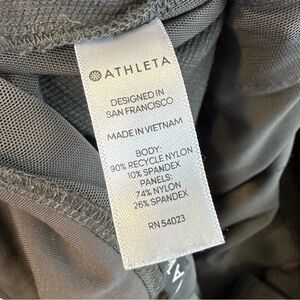 ATHLETA
DESIGNED IN
SAN FRANCISCO
MADE IN VIETNAM
BODY:
90% RECYCLE NYLON
10% SPANDEX
PANELS:
74% NYLON
26% SPANDEX
RN 54023